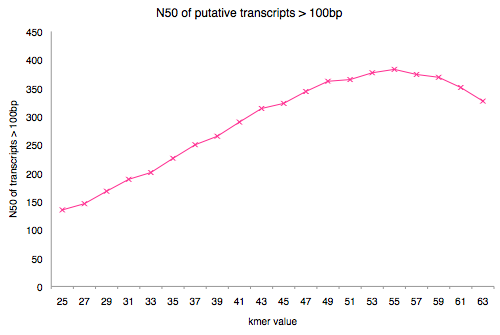 N50 of putative transcripts > 100bp
N50 of transcripts > 100bp
450
400
350
300
250
200
150
100
50
0
25 27 29 31 33 35 37 39 41 43 45 47 49 51 53 55 57 59 61 63
kmer value